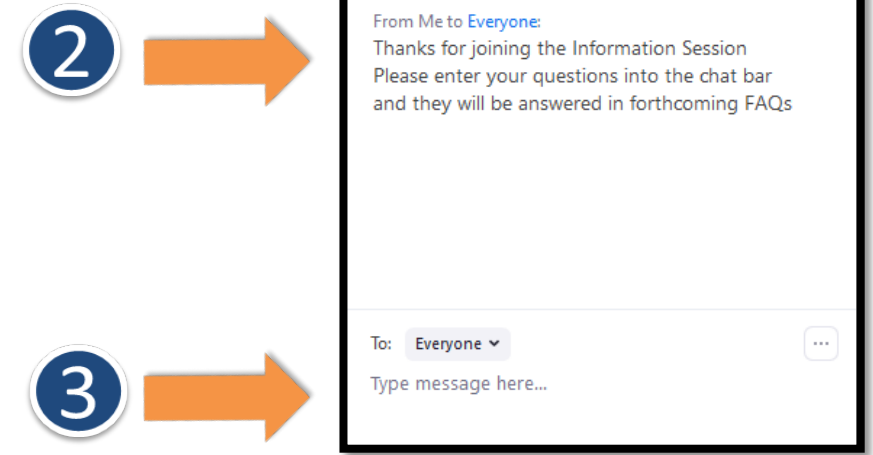 2
From Me to Everyone:
Thanks for joining the Information Session
Please enter your questions into the chat bar
and they will be answered in forthcoming FAQs
3
To: Everyone
...
Type message here...